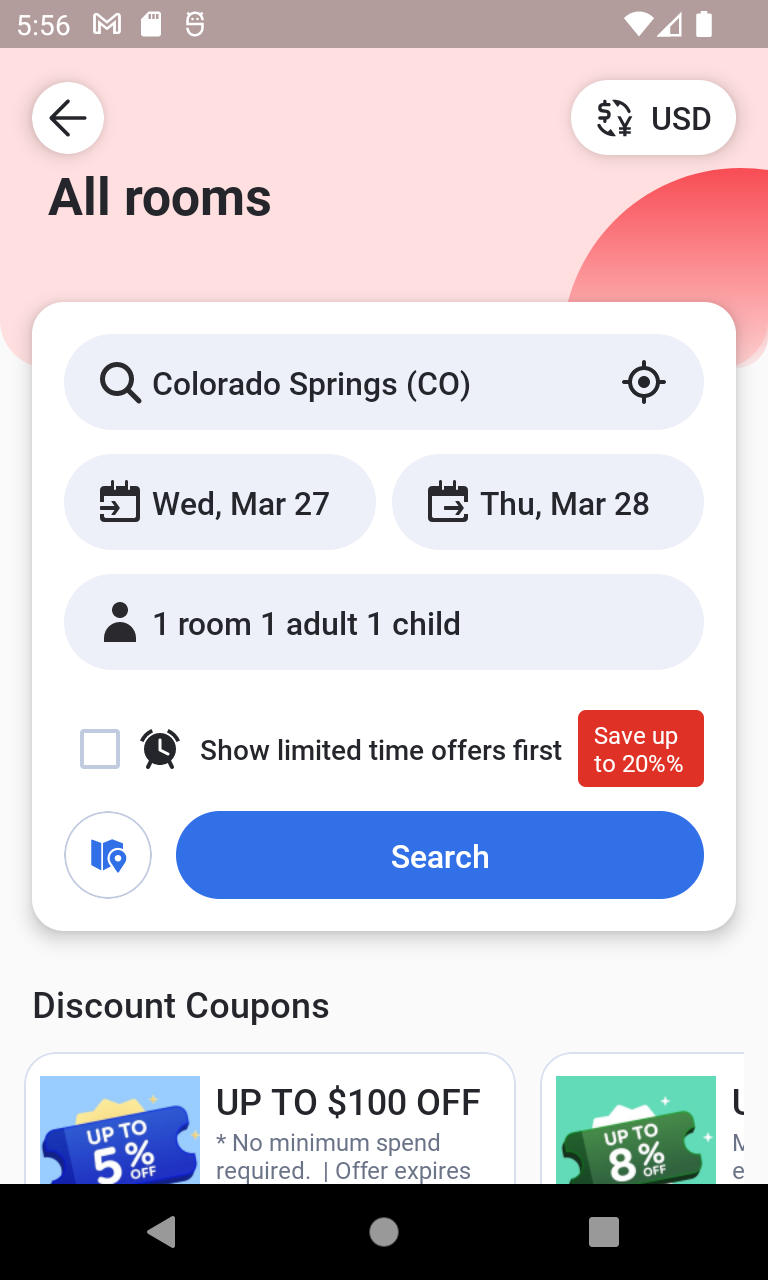 5:56
USD
All rooms
Colorado Springs (CO)
Wed, Mar 27
Thu, Mar 28
1 room 1 adult 1 child
Show limited time offers first
Save up
to 20%%
Search
Discount Coupons
UP TO
5%
OFF
UP TO $100 OFF
* No minimum spend
required. | Offer expires
UP TO
8%
OFF